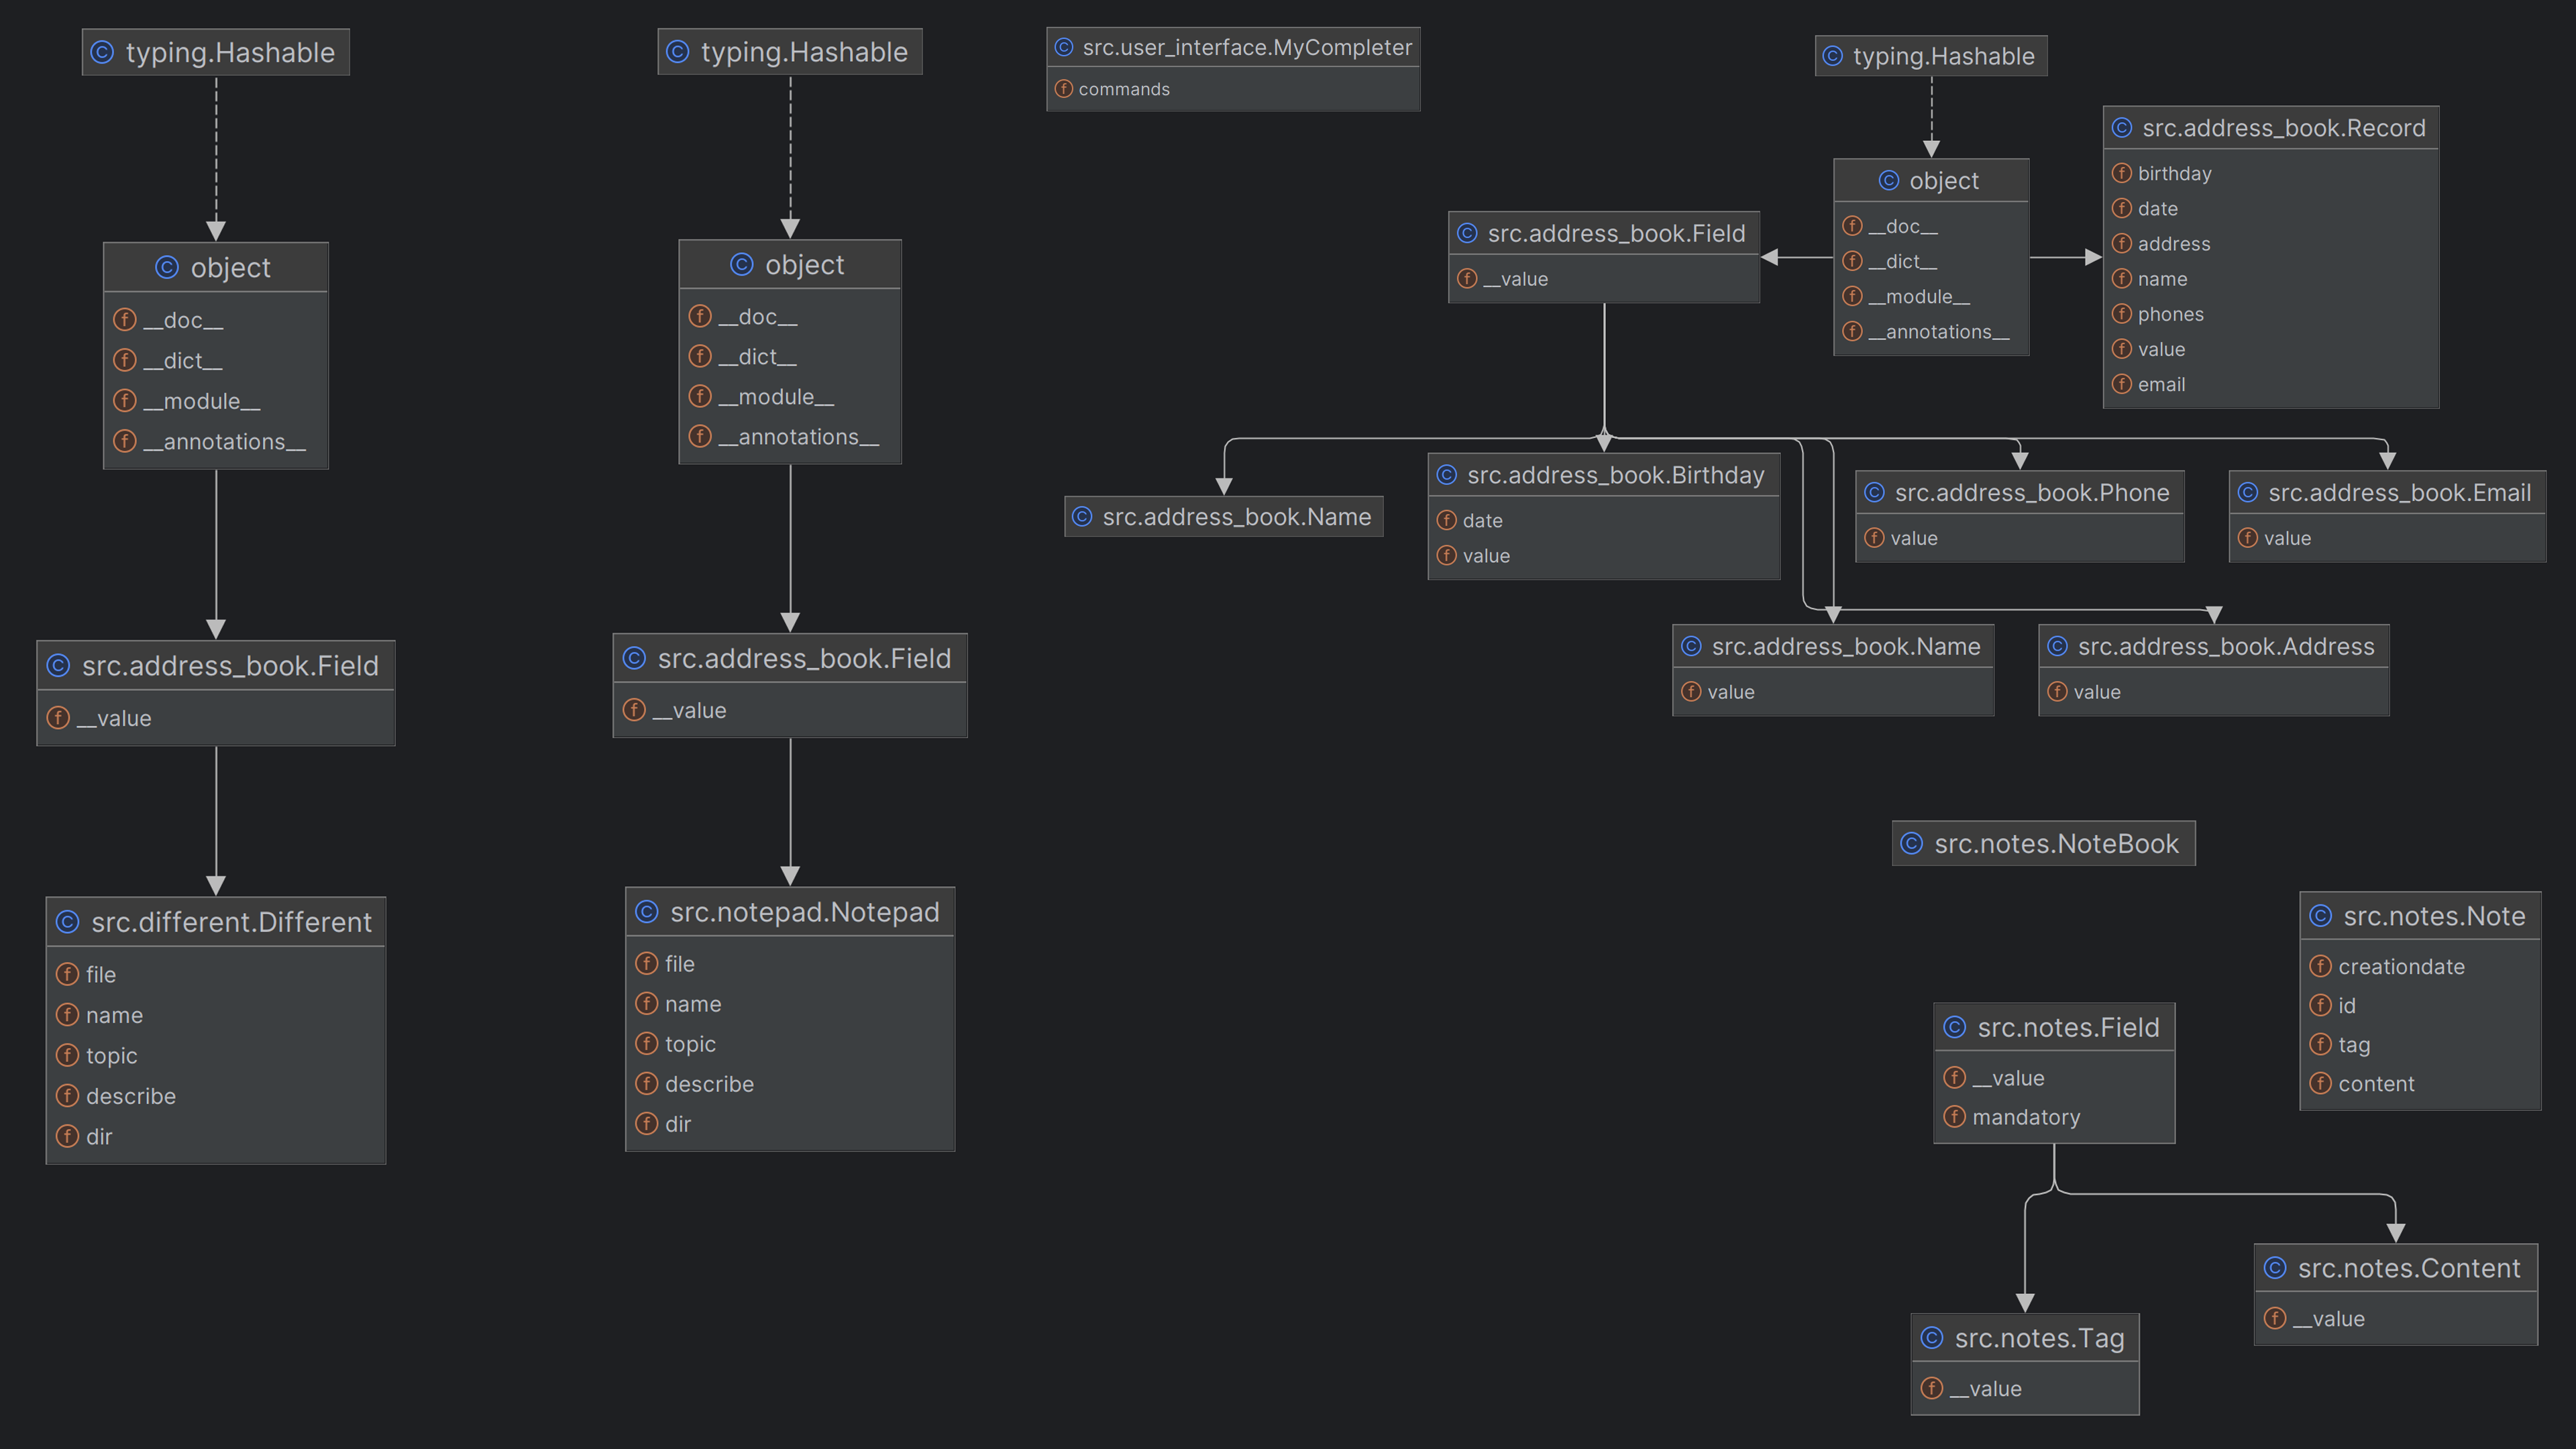 typing.Hashable
object
__doc__
__dict__
__module__
__annotations__
src.address_book.Field
__value
src.different.Different
file
name
topic
describe
dir
typing.Hashable
object
__doc__
__dict__
__module__
__annotations__
src.address_book.Field
__value
src.notepad.Notepad
file
name
topic
describe
dir
src.user_interface.MyCompleter
commands
typing.Hashable
object
__doc__
__dict__
__module__
__annotations__
src.address_book.Field
__value
src.address_book.Record
birthday
date
address
name
phones
value
email
src.address_book.Name
src.address_book.Birthday
date
value
src.address_book.Phone
value
src.address_book.Email
value
src.address_book.Name
value
src.address_book.Address
value
src.notes.NoteBook
src.notes.Note
creationdate
id
tag
content
src.notes.Field
__value
mandatory
src.notes.Content
__value
src.notes.Tag
__value